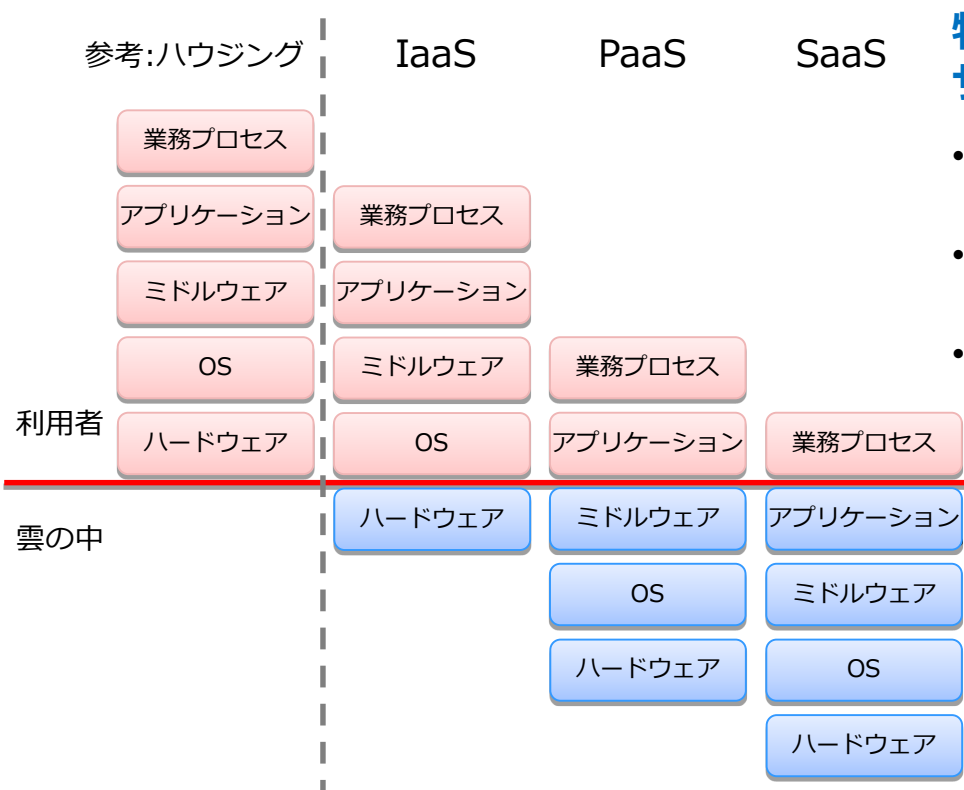 参考:ハウジング
IaaS
PaaS
SaaS
業務プロセス
アプリケーション
業務プロセス
ミドルウェア
アプリケーション
OS
ミドルウェア
業務プロセス
利用者
ハードウェア
OS
アプリケーション
業務プロセス
雲の中
ハードウェア
ミドルウェア
アプリケーション
OS
ミドルウェア
ハードウェア
OS
ハードウェア